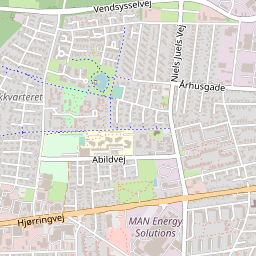 Vendsysselvej
Niels Juels Vej
Århusgade
kkvarteret
Abildvej
Hjørringvej
MAN Energy
Solutions